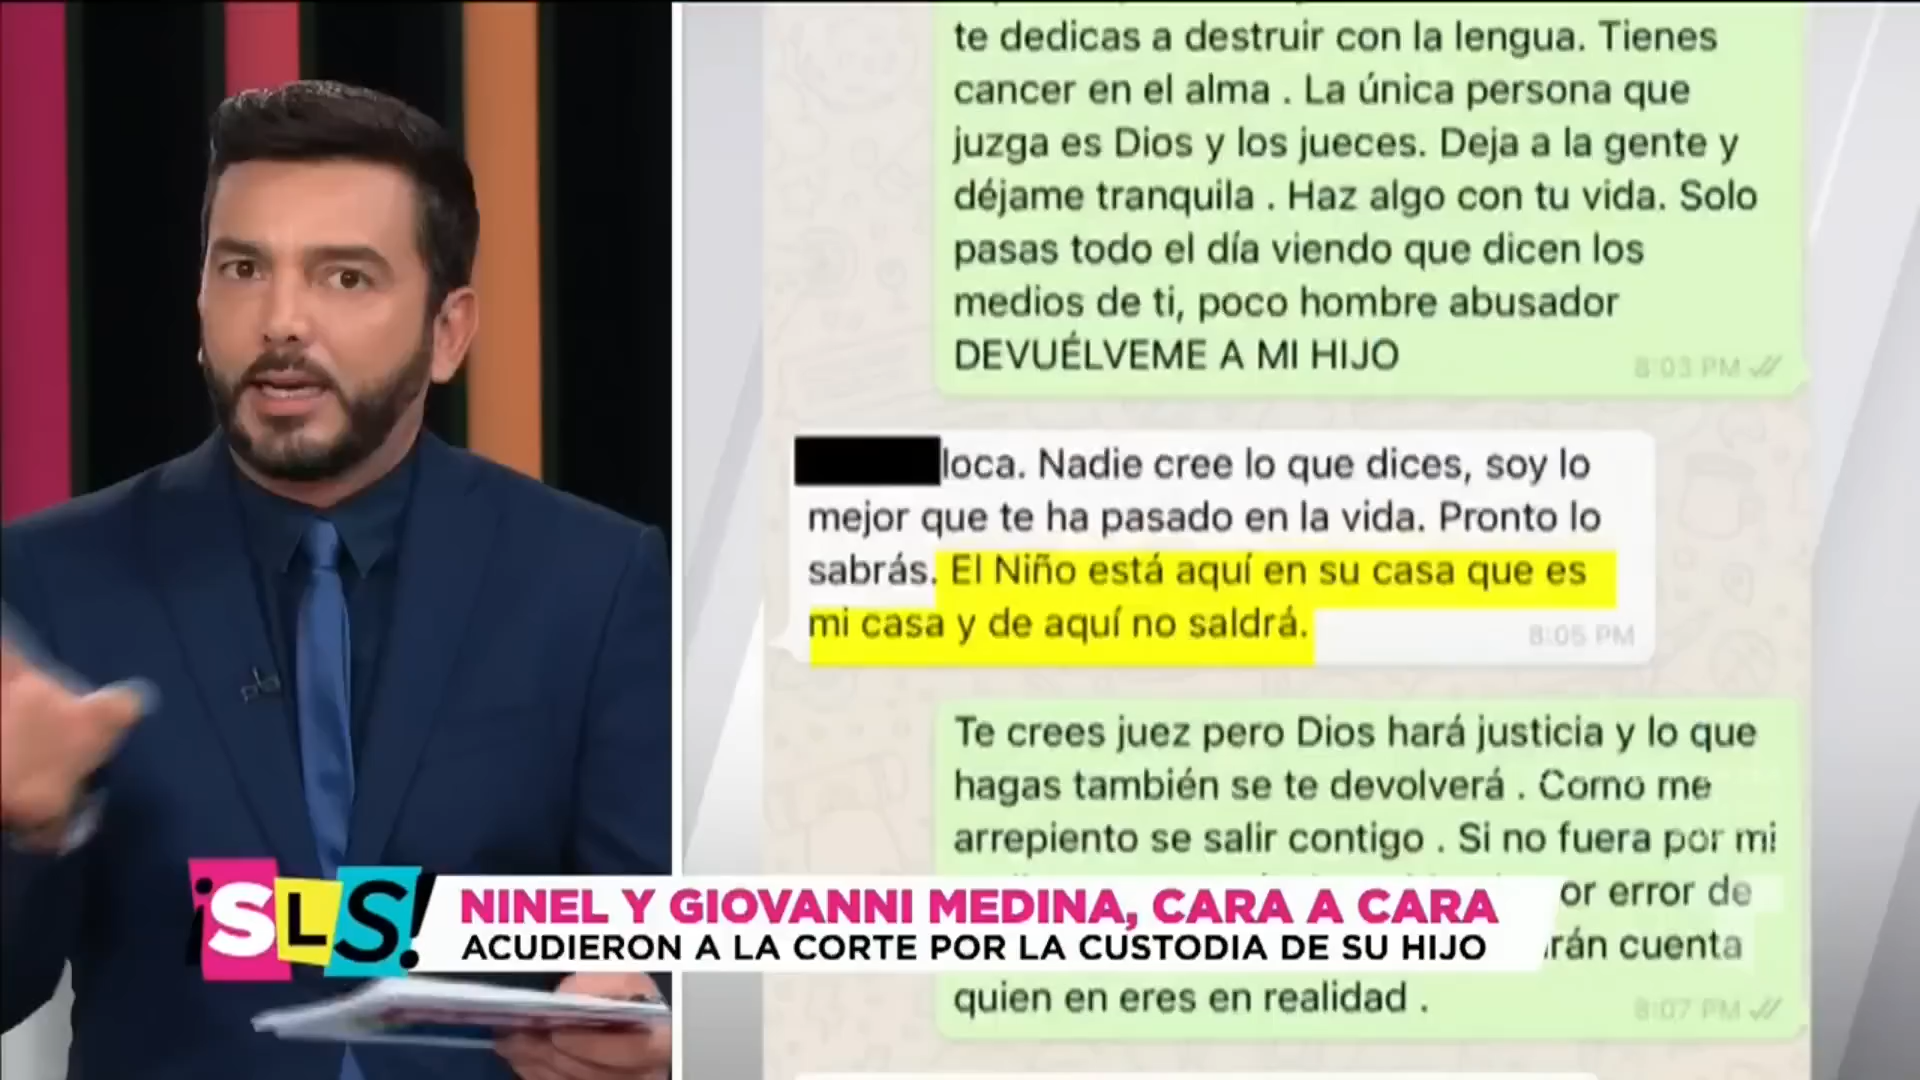 te dedicas a destruir con la lengua. Tienes
cancer en el alma . La única persona que
juzga es Dios y los jueces. Deja a la gente y
déjame tranquila . Haz algo con tu vida. Solo
pasas todo el día viendo que dicen los
medios de ti, poco hombre abusador
DEVUÉLVEME A MI HIJO
8:03 PM
loca. Nadie cree lo que dices, soy lo
mejor que te ha pasado en la vida. Pronto lo
sabrás. El Niño está aquí en su casa que es
mi casa y de aquí no saldrá.
8:05 PM
Te crees juez pero Dios hará justicia y lo que
hagas también se te devolverá . Como me
arrepiento se salir contigo . Si no fuera por mi
or error de
rán cuenta
quien en eres en realidad .
8:07 PM
¡SLS!
NINEL Y GIOVANNI MEDINA, CARA A CARA
ACUDIERON A LA CORTE POR LA CUSTODIA DE SU HIJO